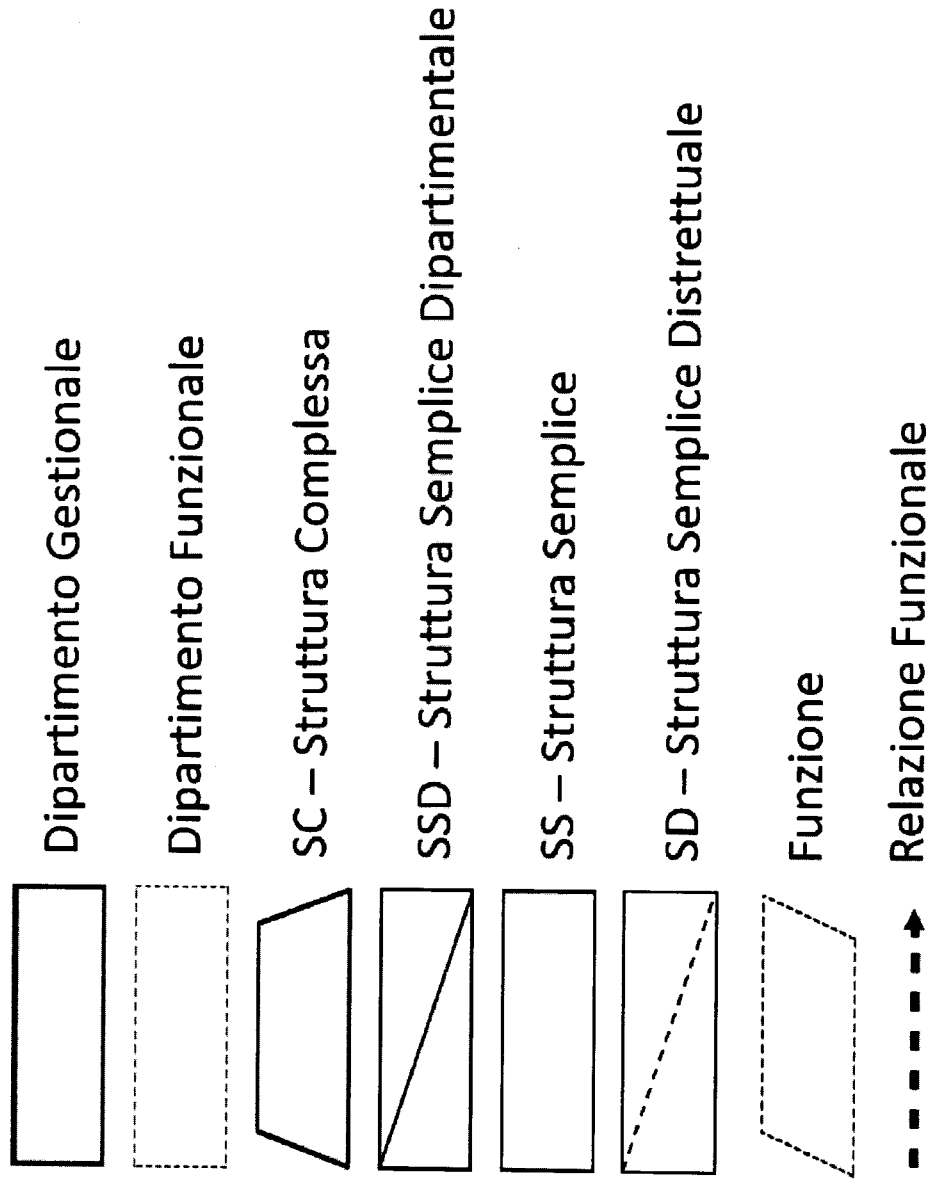 Dipartimento Gestionale
Dipartimento Funzionale
SC – Struttura Complessa
SSD – Struttura Semplice Dipartimentale
SS – Struttura Semplice
SD – Struttura Semplice Distrettuale
Funzione
Relazione Funzionale